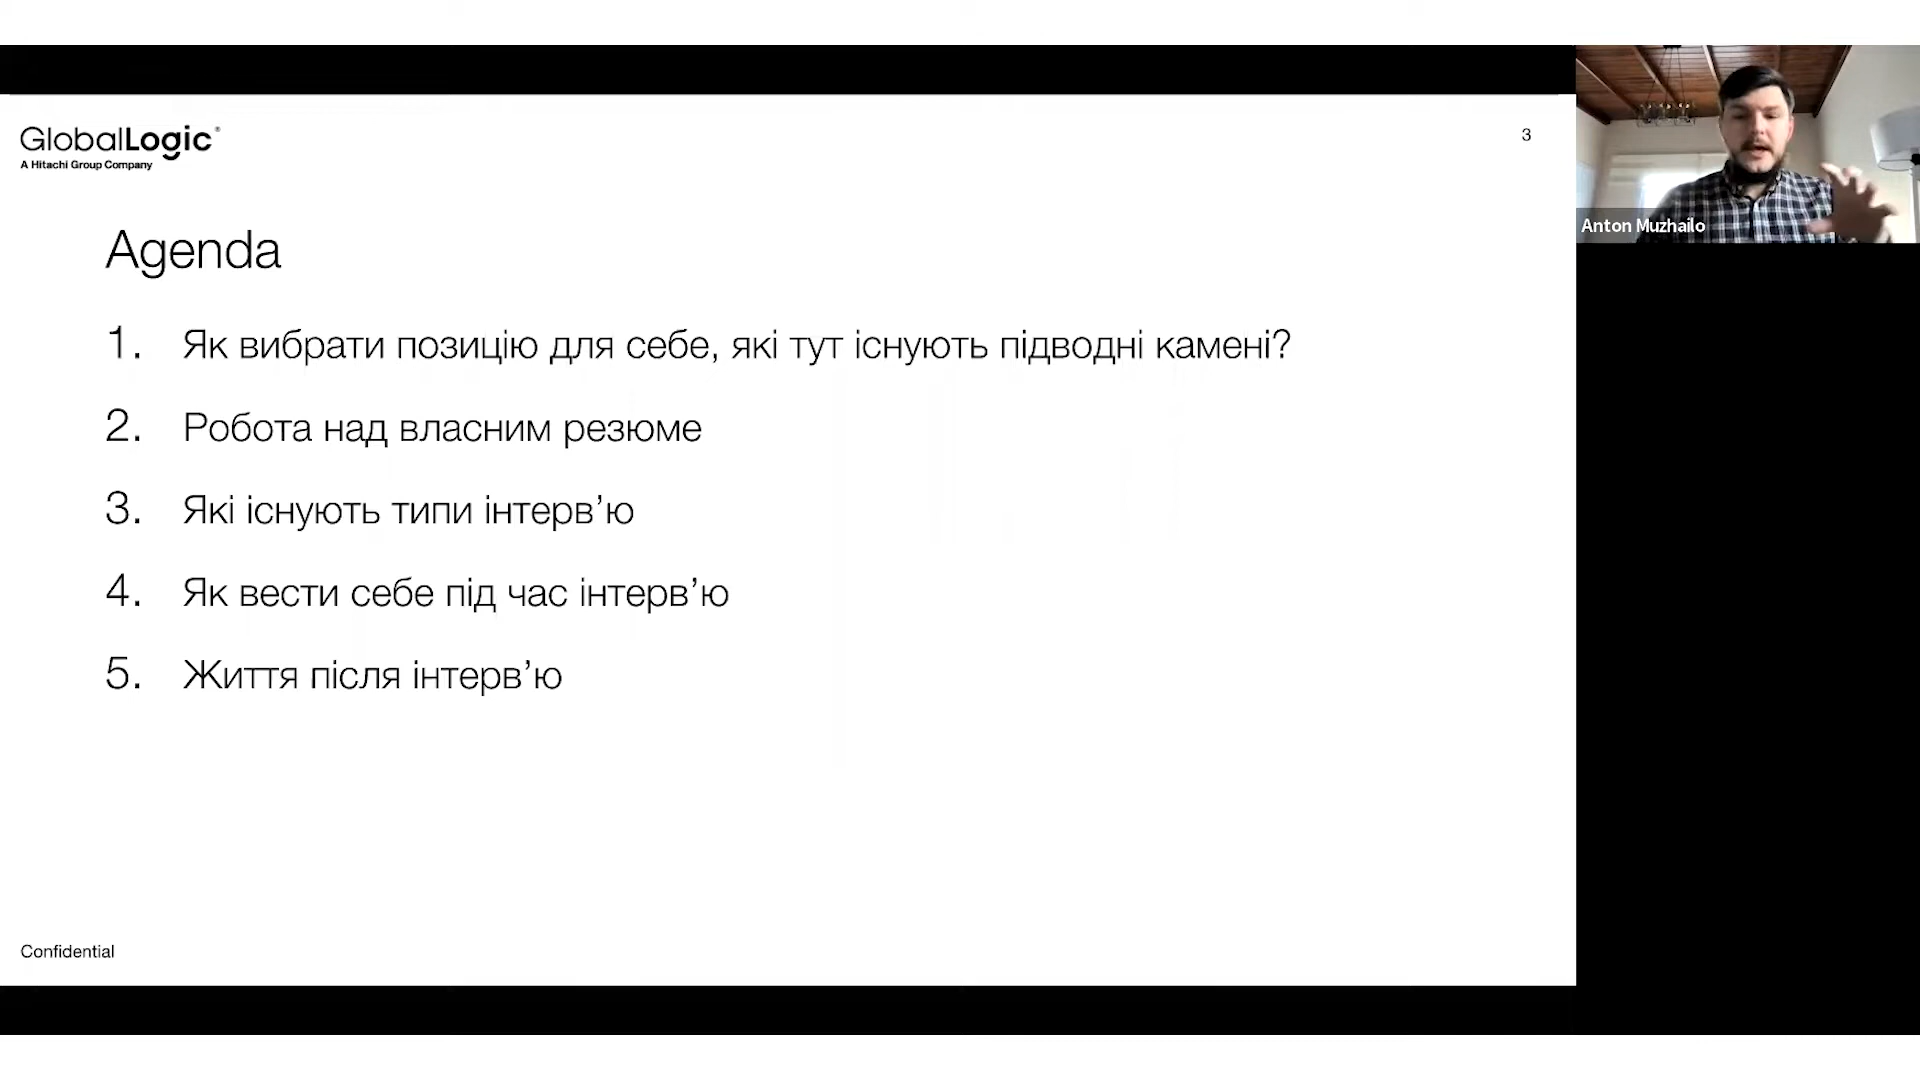 GlobalLogic®
A Hitachi Group Company
3
Anton Muzhailo
Agenda
1. Як вибрати позицію для себе, які тут існують підводні камені?
2. Робота над власним резюме
3. Які існують типи інтерв’ю
4. Як вести себе під час інтерв’ю
5. Життя після інтерв’ю
Confidential